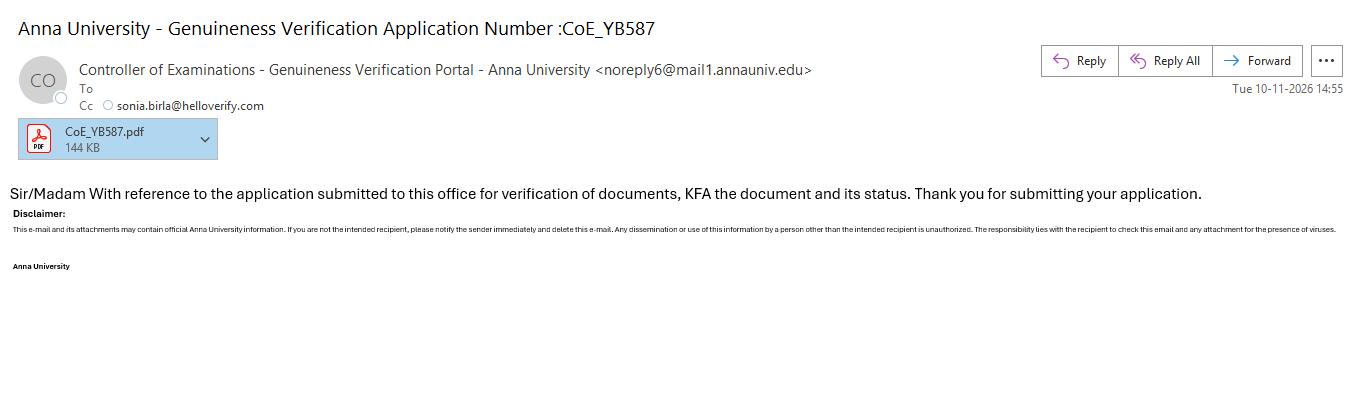 Anna University - Genuineness Verification Application Number :CoE_YB587
CO
Controller of Examinations - Genuineness Verification Portal - Anna University <noreply6@mail1.annauniv.edu>
To
Cc sonia.birla@helloverify.com
Reply
Reply All
Forward
Tue 10-11-2026 14:55
PDF
CoE_YB587.pdf
144 KB
Sir/Madam With reference to the application submitted to this office for verification of documents, KFA the document and its status. Thank you for submitting your application.
Disclaimer:
This e-mail and its attachments may contain official Anna University information. If you are not the intended recipient, please notify the sender immediately and delete this e-mail. Any dissemination or use of this information by a person other than the intended recipient is unauthorized. The responsibility lies with the recipient to check this email and any attachment for the presence of viruses.
Anna University